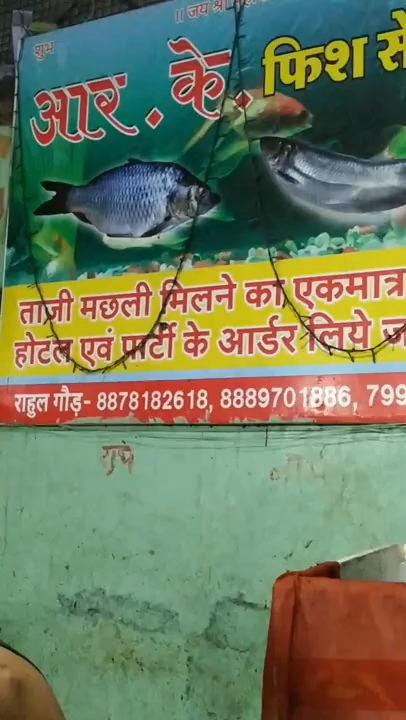 ॥ जय श्री
शुभ
आर. के. फिश से
ताजी मछली मिलने का एकमात्र
होटल एवं पार्टी के आर्डर लिये ज
राहुल गौड़- 8878182618, 8889701886, 799